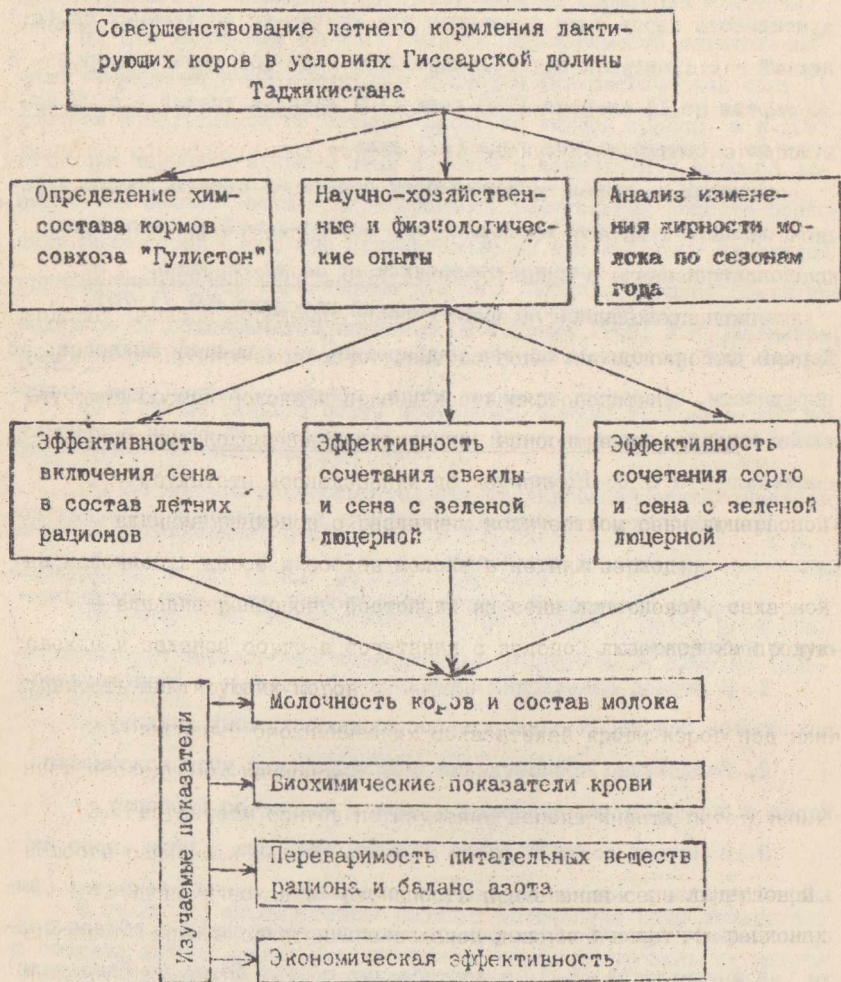 Совершенствование летнего кормления лакти-
рующих коров в условиях Гиссарской долины
Таджикистана
Определение хим-
состава кормов
совхоза "Гулистон"
Научно-хозяйствен-
ные и физиологичес-
кие опыты
Анализ измене-
ния жирности мо-
лока по сезонам
года
Эффективность
включения сена
в состав летних
рационов
Эффективность
сочетания свеклы
и сена с зеленой
люцерной
Эффективность
сочетания сорго
и сена с зеленой
люцерной
Изучаемые показатели
Молочность коров и состав молока
Биохимические показатели крови
Переваримость питательных веществ
рациона и баланс азота
Экономическая эффективность